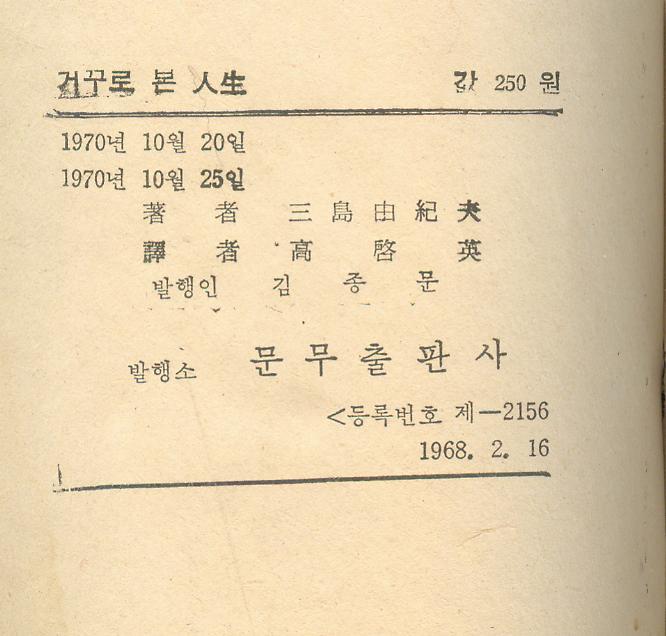 거꾸로 본 人生 값 250 원
1970년 10월 20일
1970년 10월 25일
著 者 三 島 由 紀 夫
譯 者 高 啓 英
발행인 김 종 문
발행소 문 무 출 판 사
<등록번호 제—2156
1968. 2. 16